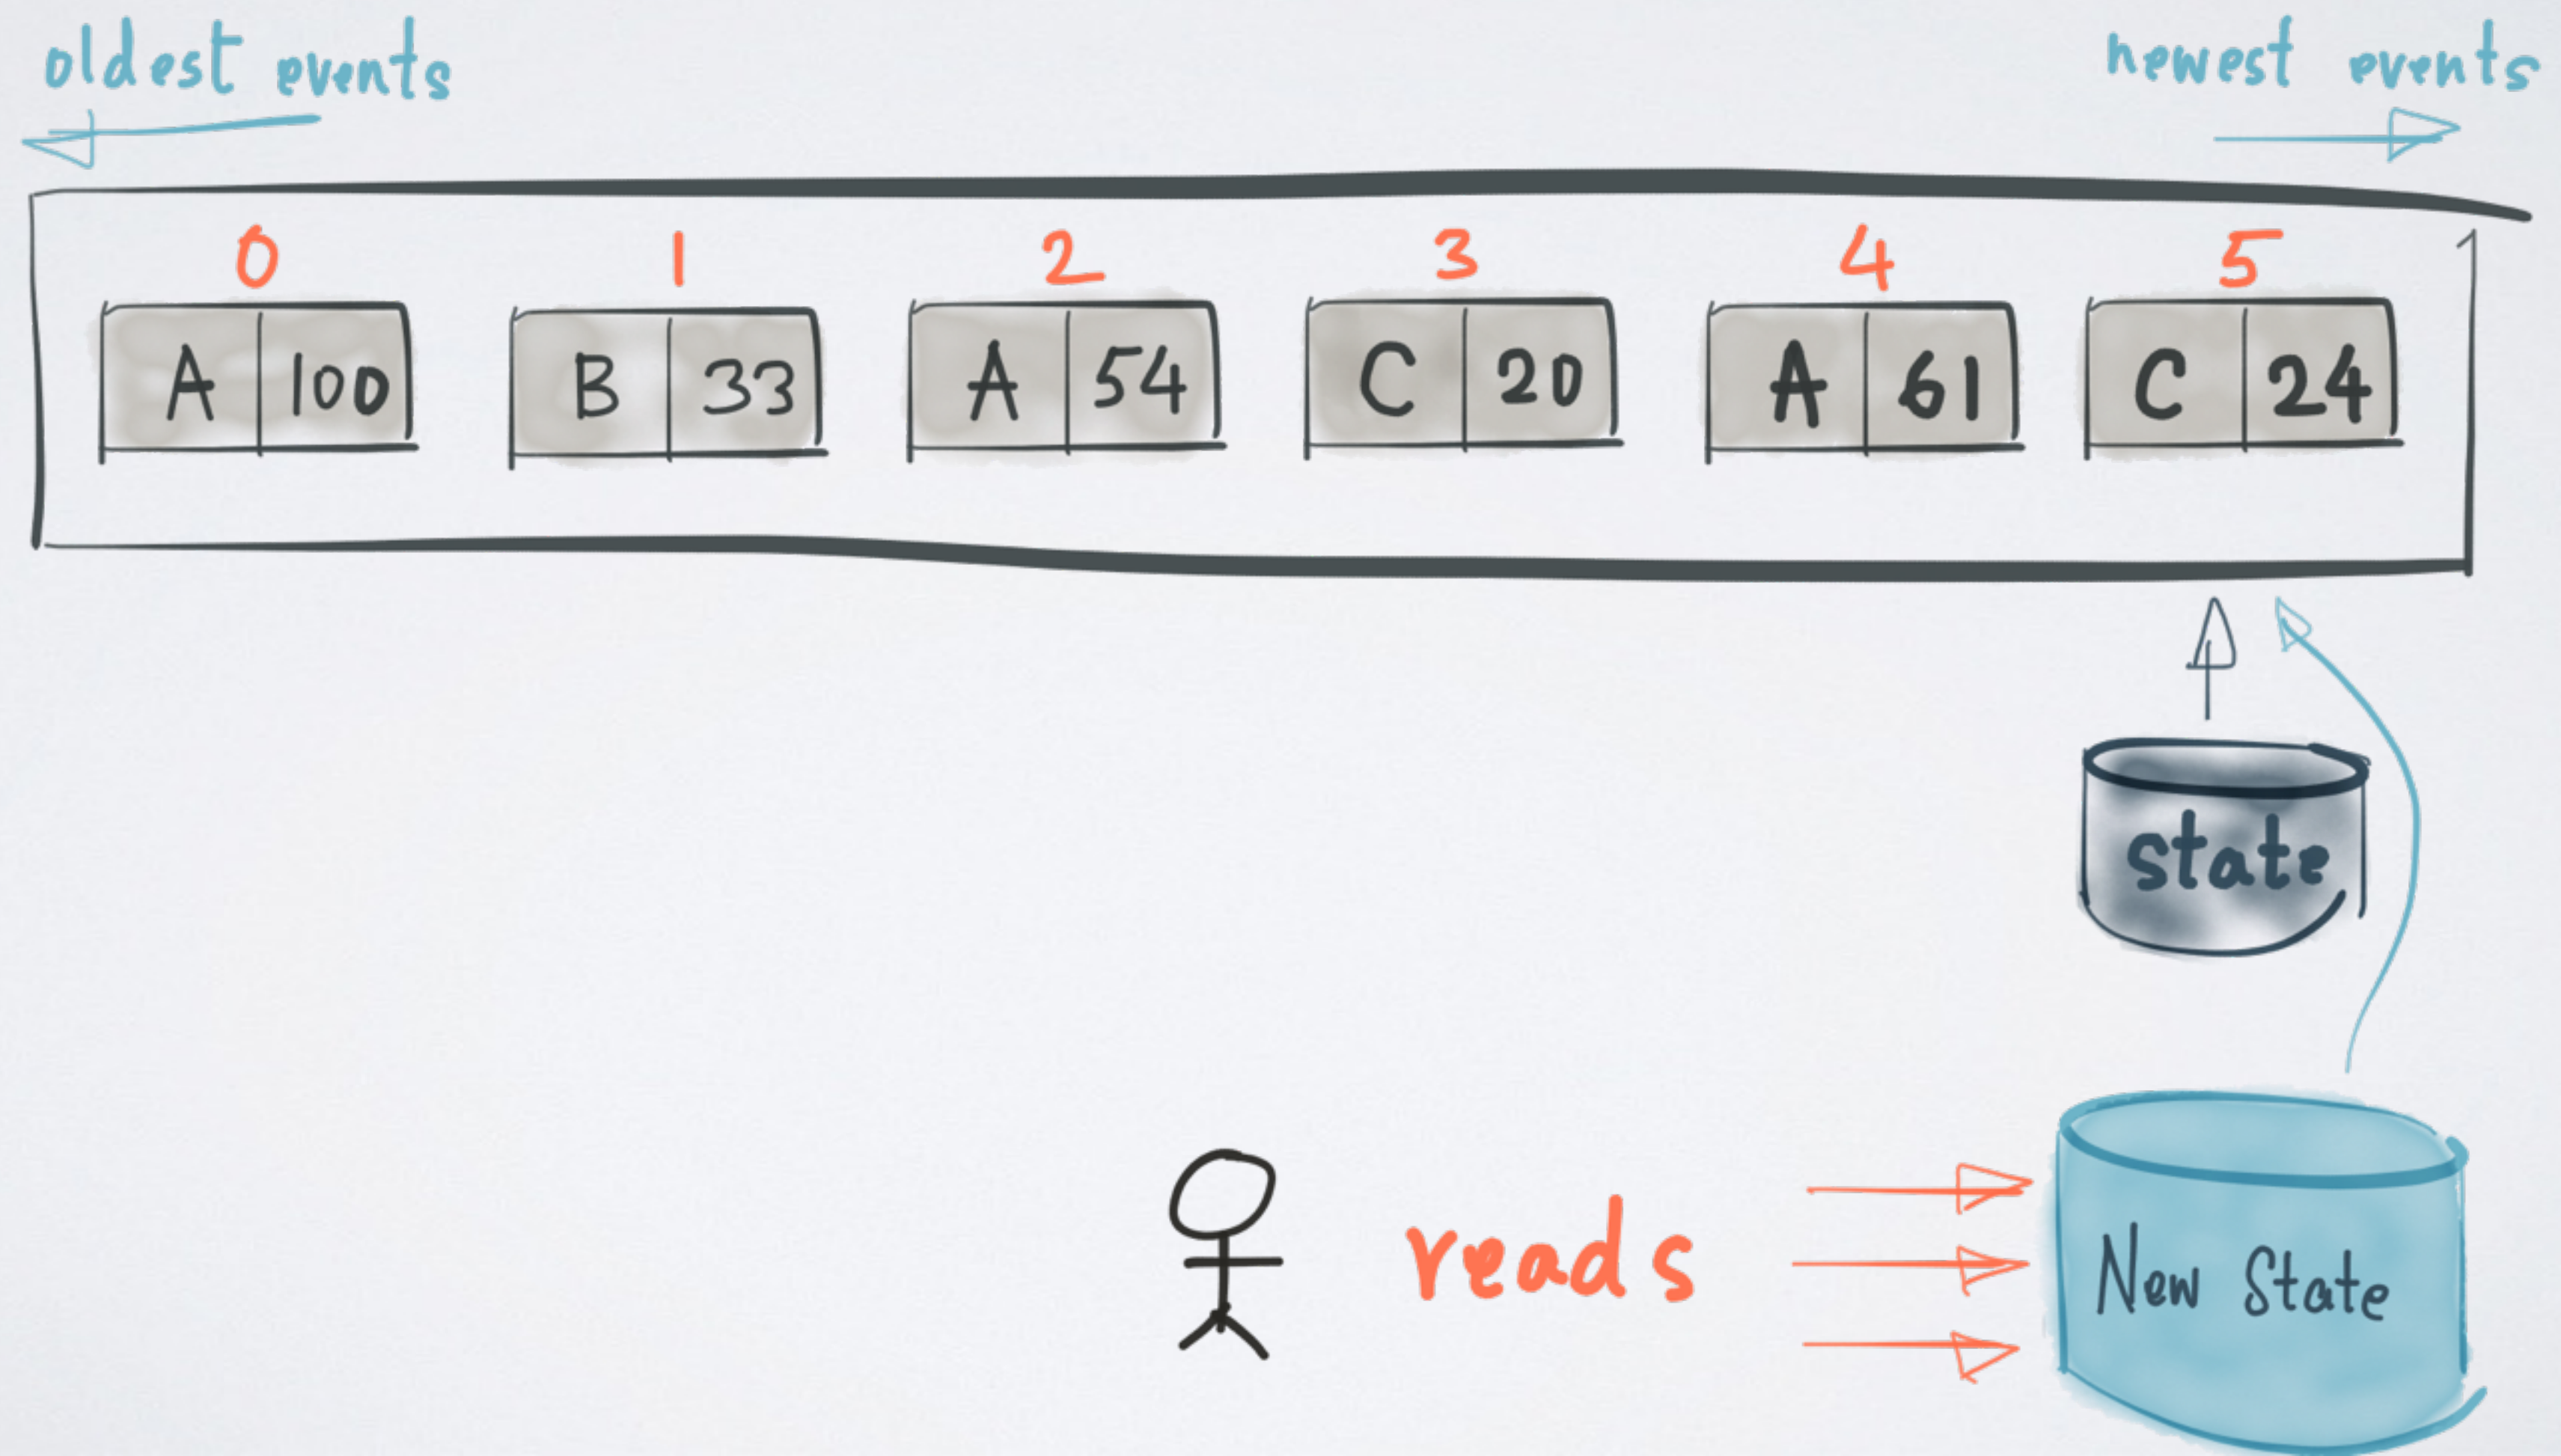 oldest events
newest events
0 1 2 3 4 5
A 100 B 33 A 54 C 20 A 61 C 24
state
reads
New State